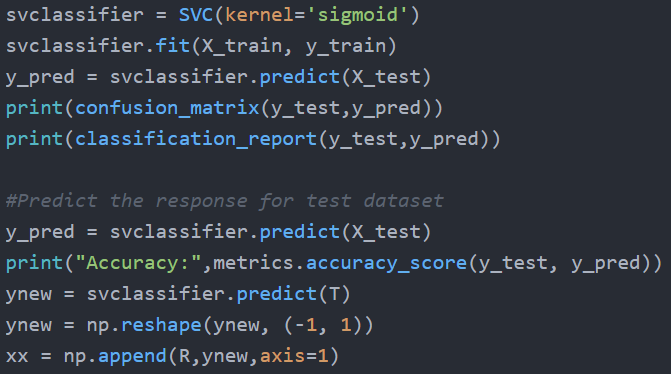 svclassifier = SVC(kernel='sigmoid')
svclassifier.fit(X_train, y_train)
y_pred = svclassifier.predict(X_test)
print(confusion_matrix(y_test,y_pred))
print(classification_report(y_test,y_pred))
#Predict the response for test dataset
y_pred = svclassifier.predict(X_test)
print("Accuracy:",metrics.accuracy_score(y_test, y_pred))
ynew = svclassifier.predict(T)
ynew = np.reshape(ynew, (-1, 1))
xx = np.append(R,ynew,axis=1)